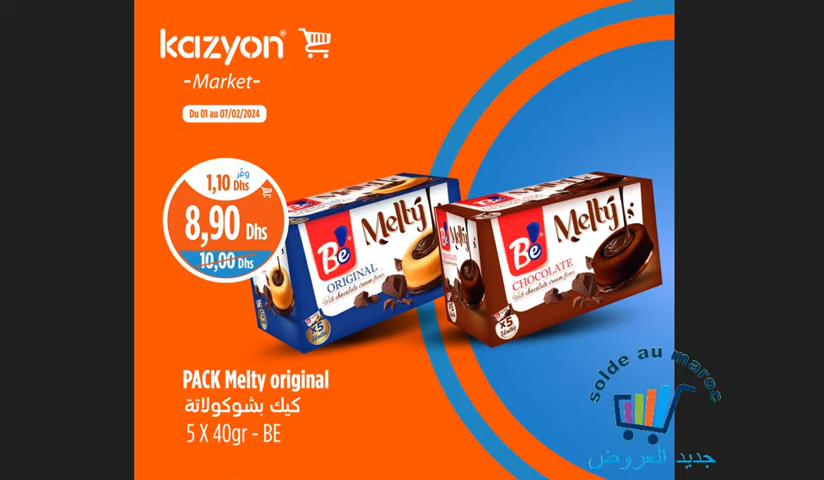 kazyon®
-Market-
Du 01 au 07/02/2024
وفّر
1,10 Dhs
8,90 Dhs
10,00 Dhs
Be
Melty
ORIGINAL
With chocolate cream flavor
x5
Be
Melty
CHOCOLATE
With chocolate cream flavor
x5
PACK Melty original
كيك بشوكولاتة
5 X 40gr - BE
solde au maroc
جديد العروض